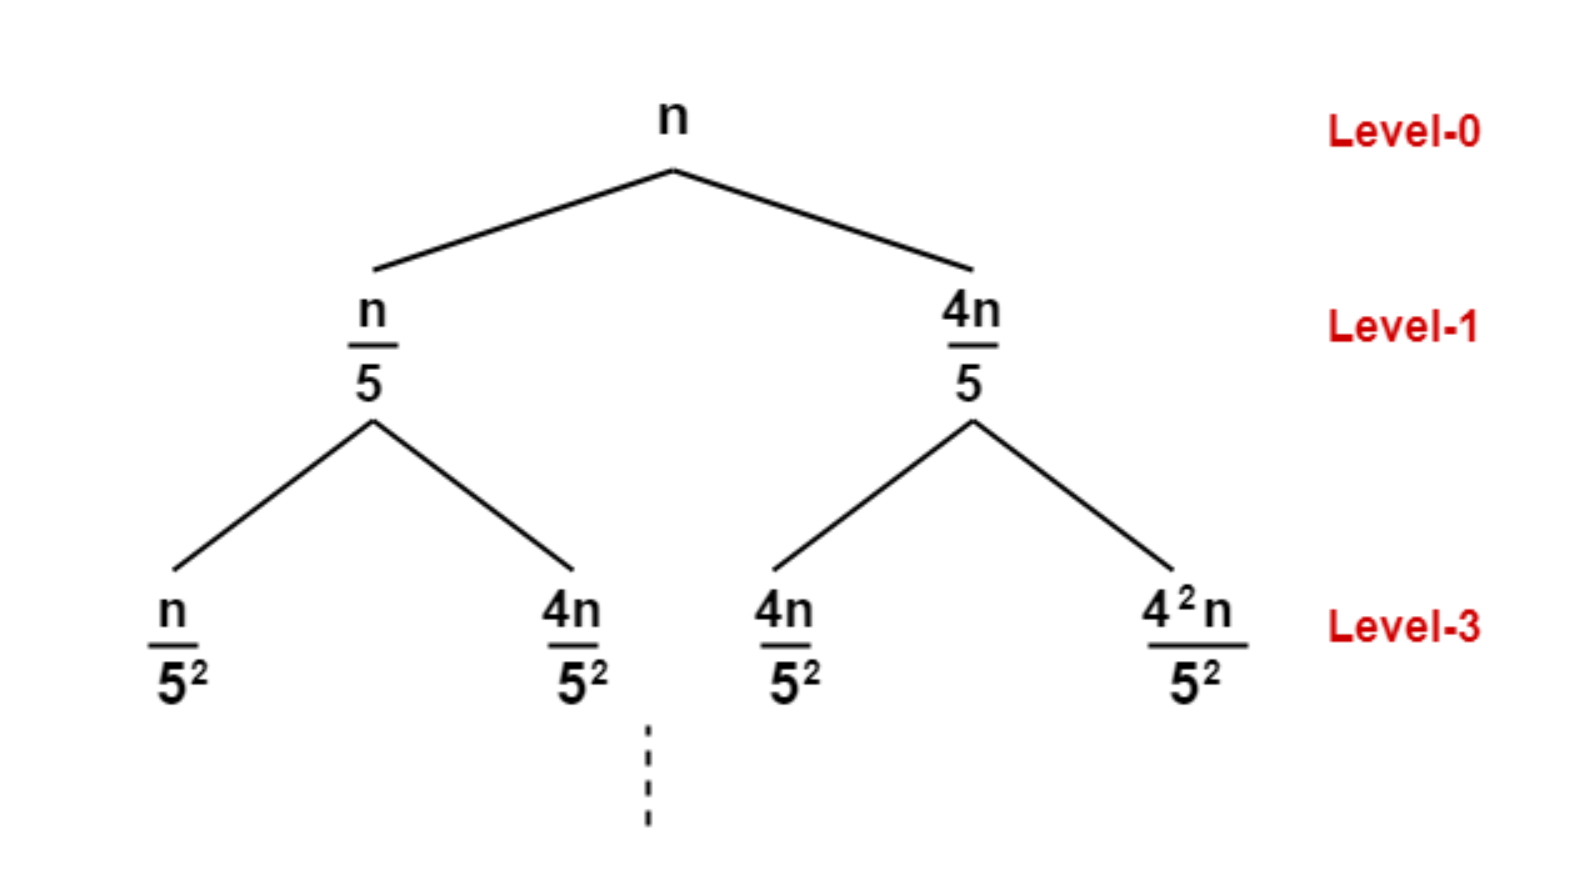 n Level-0
n 4n Level-1
5 5
n 4n 4n 4²n Level-3
5² 5² 5² 5²